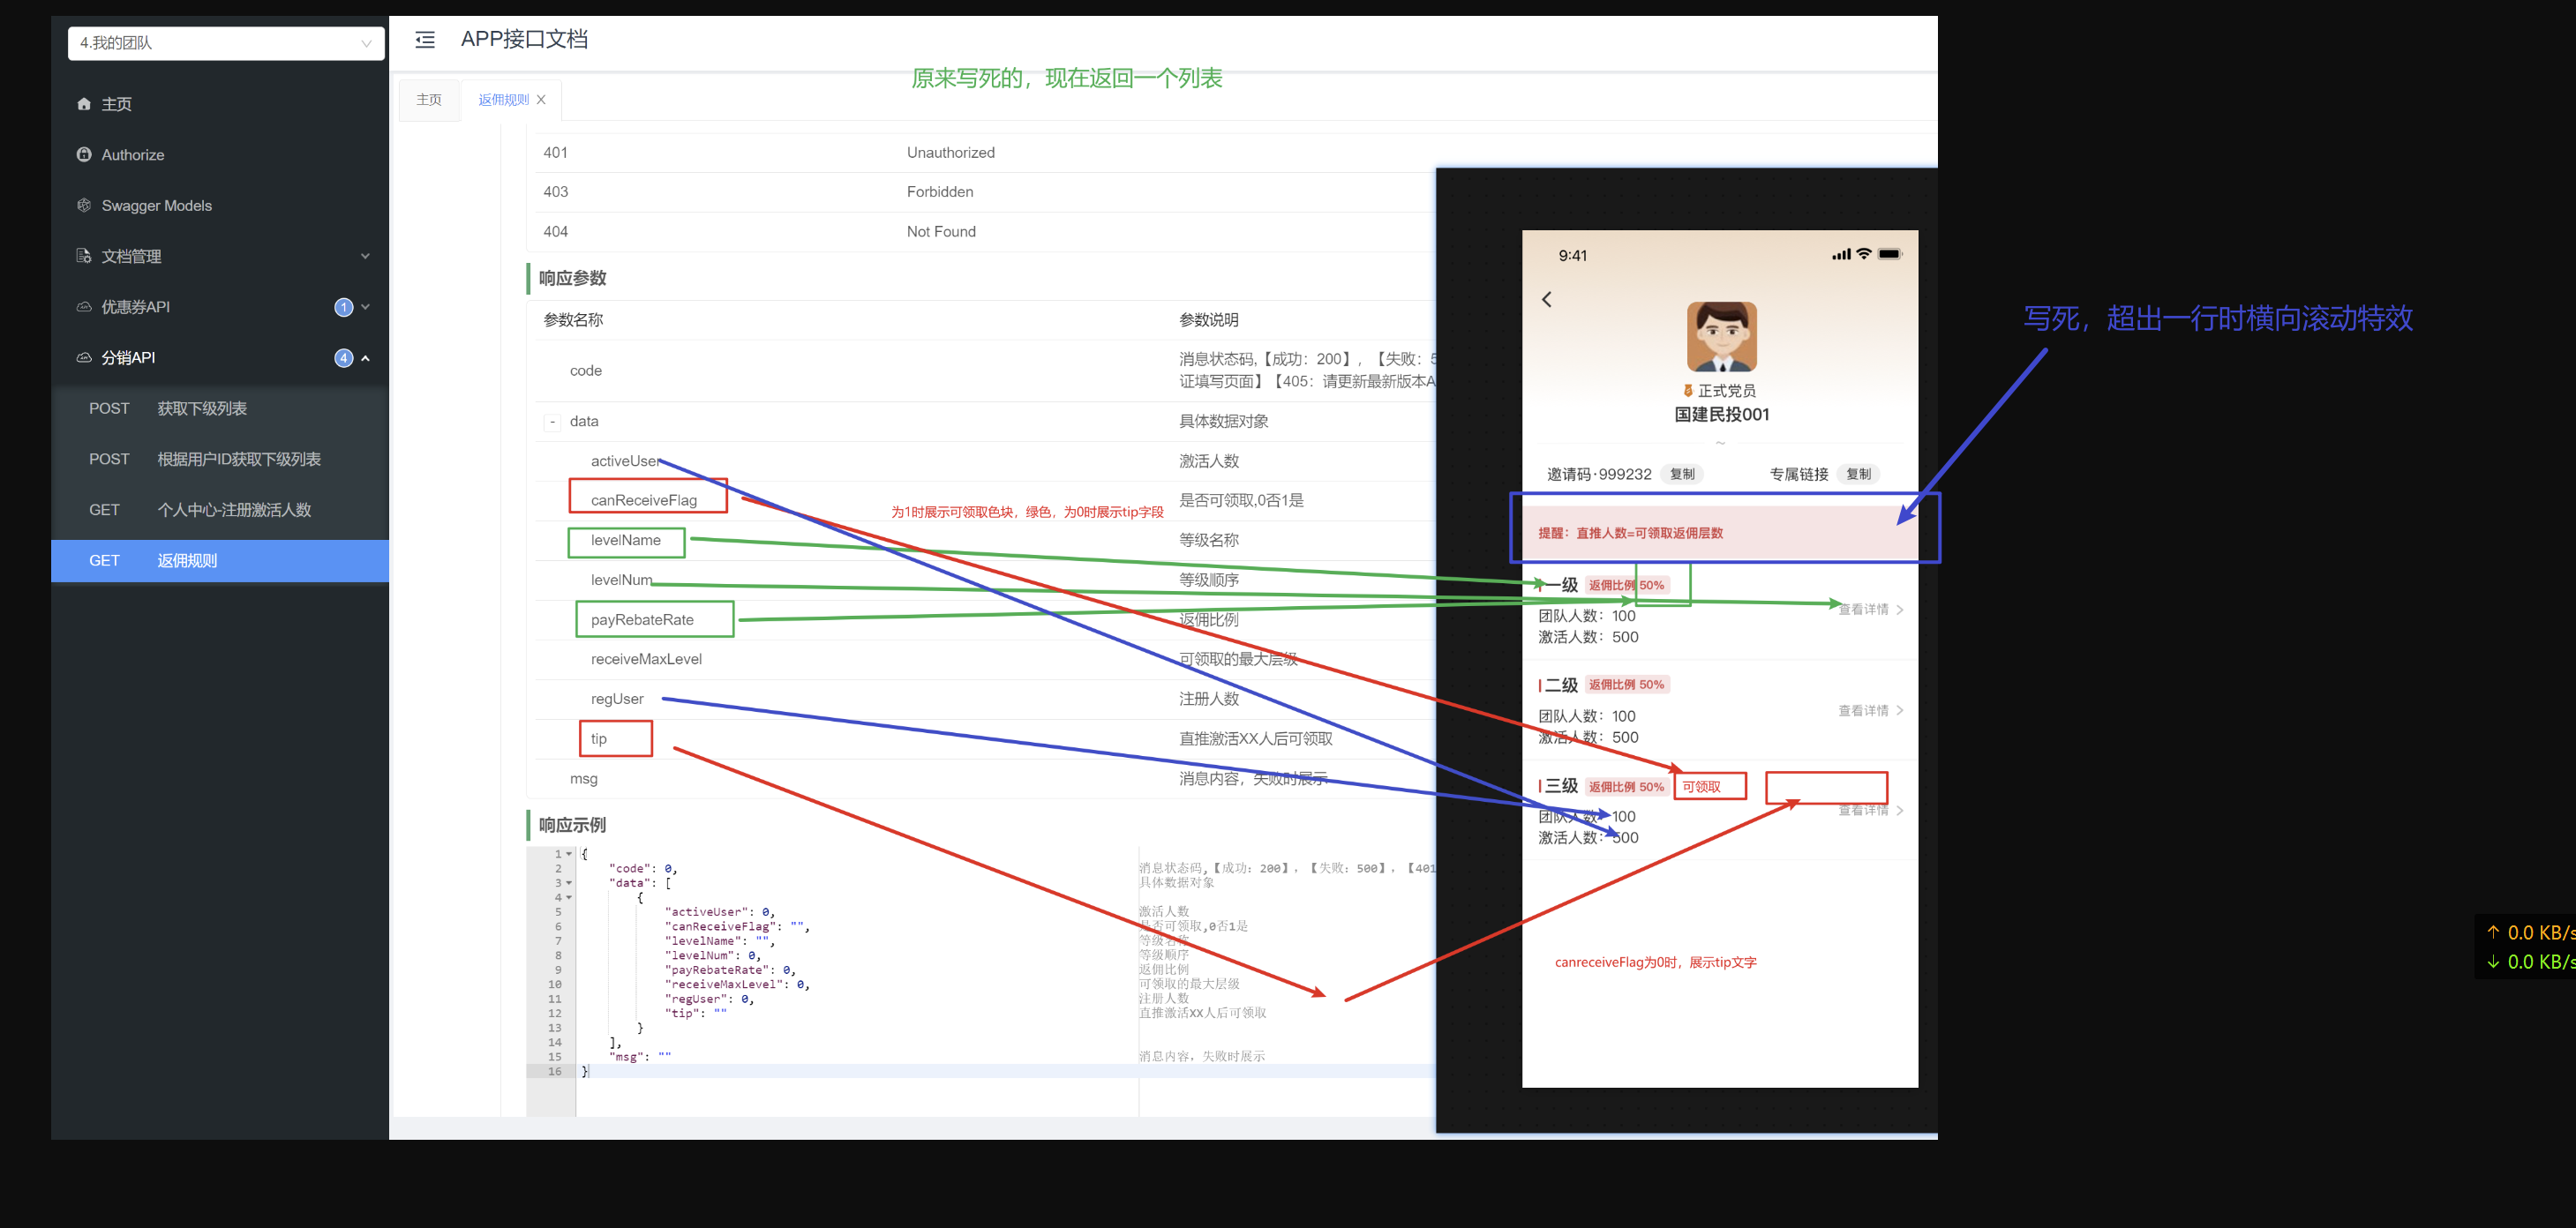 4.我的团队
主页
Authorize
Swagger Models
文档管理
优惠券API
1
分销API
4
POST 获取下级列表
POST 根据用户ID获取下级列表
GET 个人中心-注册激活人数
GET 返佣规则
APP接口文档
原来写死的，现在返回一个列表
主页
返佣规则 X
401 Unauthorized
403 Forbidden
404 Not Found
响应参数
参数名称 参数说明
code 消息状态码,【成功：200】，【失败：5
证填写页面】【405：请更新最新版本A
- data 具体数据对象
activeUser 激活人数
canReceiveFlag 是否可领取,0否1是
为1时展示可领取色块，绿色，为0时展示tip字段
levelName 等级名称
levelNum 等级顺序
payRebateRate 返佣比例
receiveMaxLevel 可领取的最大层级
regUser 注册人数
tip 直推激活XX人后可领取
msg 消息内容，失败时展示
响应示例
1 {
2 "code": 0, 消息状态码,【成功：200】，【失败：500】，【401
3 "data": [ 具体数据对象
4 {
5 "activeUser": 0, 激活人数
6 "canReceiveFlag": "", 是否可领取,0否1是
7 "levelName": "", 等级名称
8 "levelNum": 0, 等级顺序
9 "payRebateRate": 0, 返佣比例
10 "receiveMaxLevel": 0, 可领取的最大层级
11 "regUser": 0, 注册人数
12 "tip": "" 直推激活XX人后可领取
13 }
14 ],
15 "msg": "" 消息内容，失败时展示
16 }
9:41
正式党员
国建民投001
~
邀请码·999232 复制 专属链接 复制
提醒：直推人数=可领取返佣层数
一级 返佣比例 50%
查看详情
团队人数：100
激活人数：500
二级 返佣比例 50%
查看详情
团队人数：100
激活人数：500
三级 返佣比例 50% 可领取
查看详情
团队人数：100
激活人数：500
canreceiveFlag为0时，展示tip文字
写死，超出一行时横向滚动特效
↑ 0.0 KB/s
↓ 0.0 KB/s